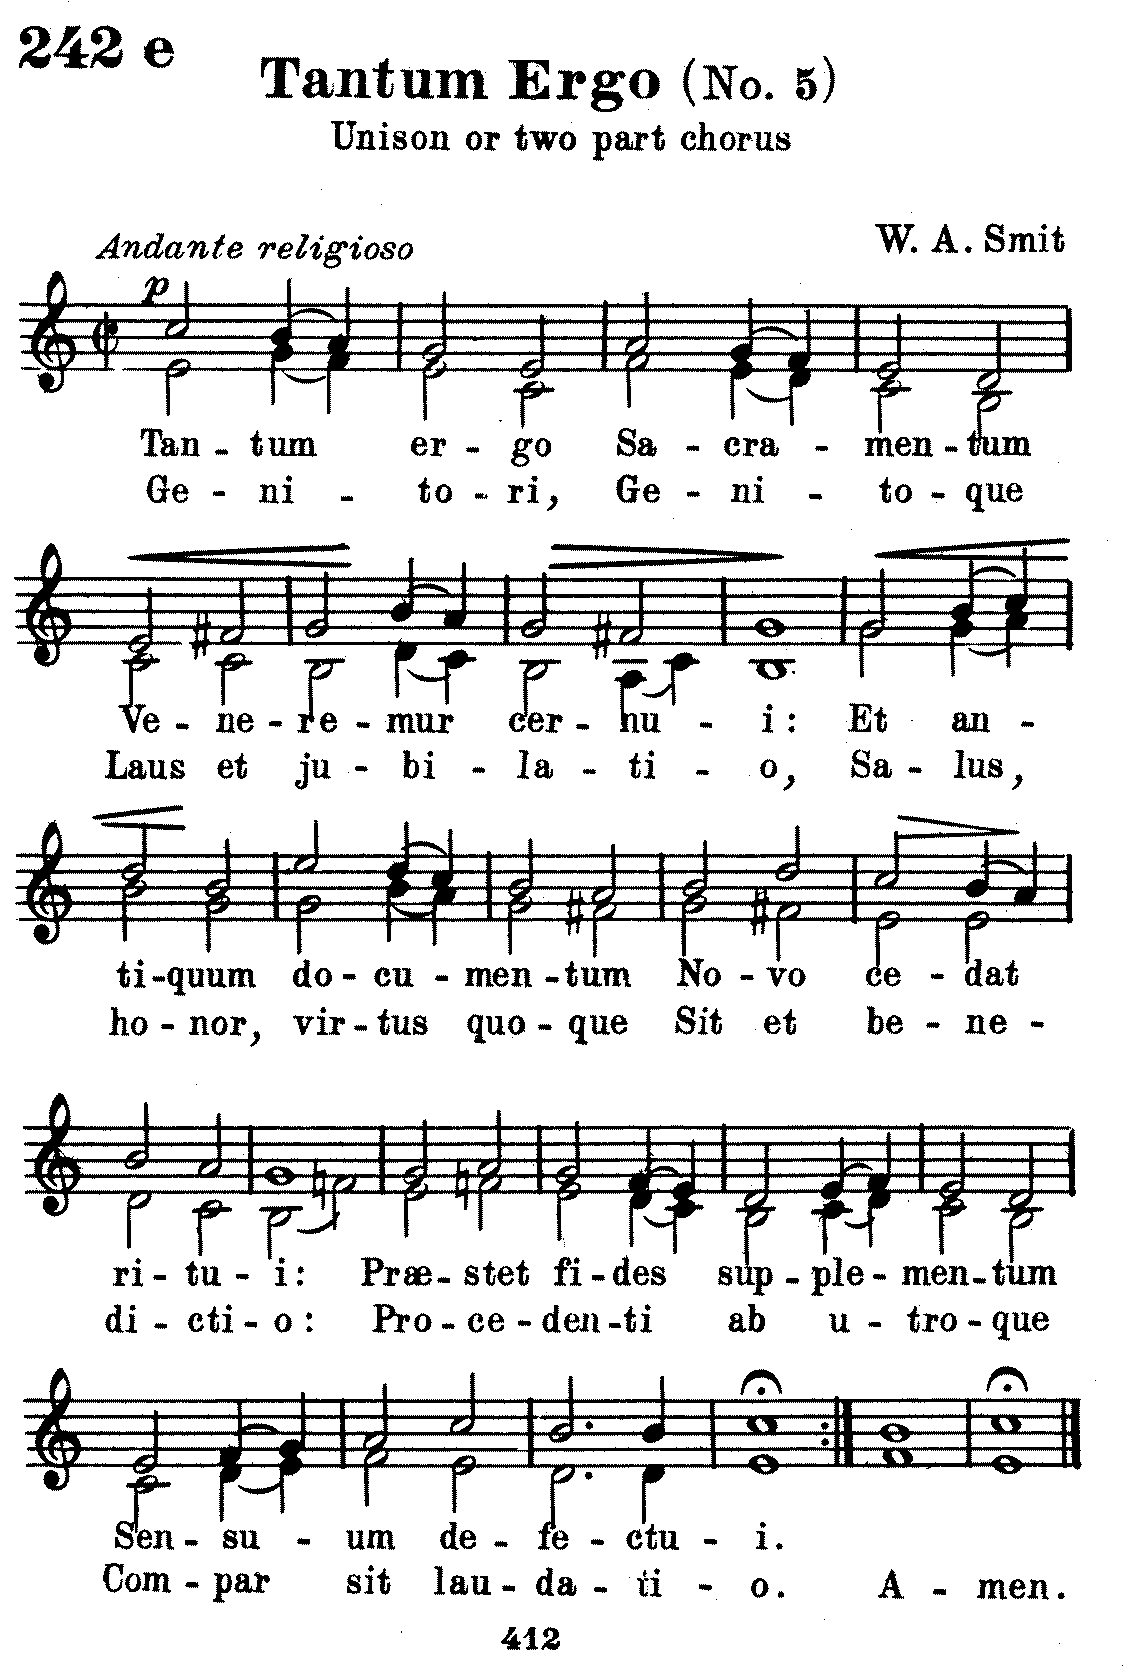 242 e
Tantum Ergo (No. 5)
Unison or two part chorus
W. A. Smit
Andante religioso
p
Tan - tum er - go Sa - cra - men - tum
Ge - ni - to - ri, Ge - ni - to - que
Ve - ne - re - mur cer - nu - i: Et an -
Laus et ju - bi - la - ti - o, Sa - lus,
ti - quum do - cu - men - tum No - vo ce - dat
ho - nor, vir - tus quo - que Sit et be - ne -
ri - tu - i: Præ - stet fi - des sup - ple - men - tum
di - cti - o: Pro - ce - den - ti ab u - tro - que
Sen - su - um de - fe - ctu - i.
Com - par sit lau - da - ti - o. A - men.
412